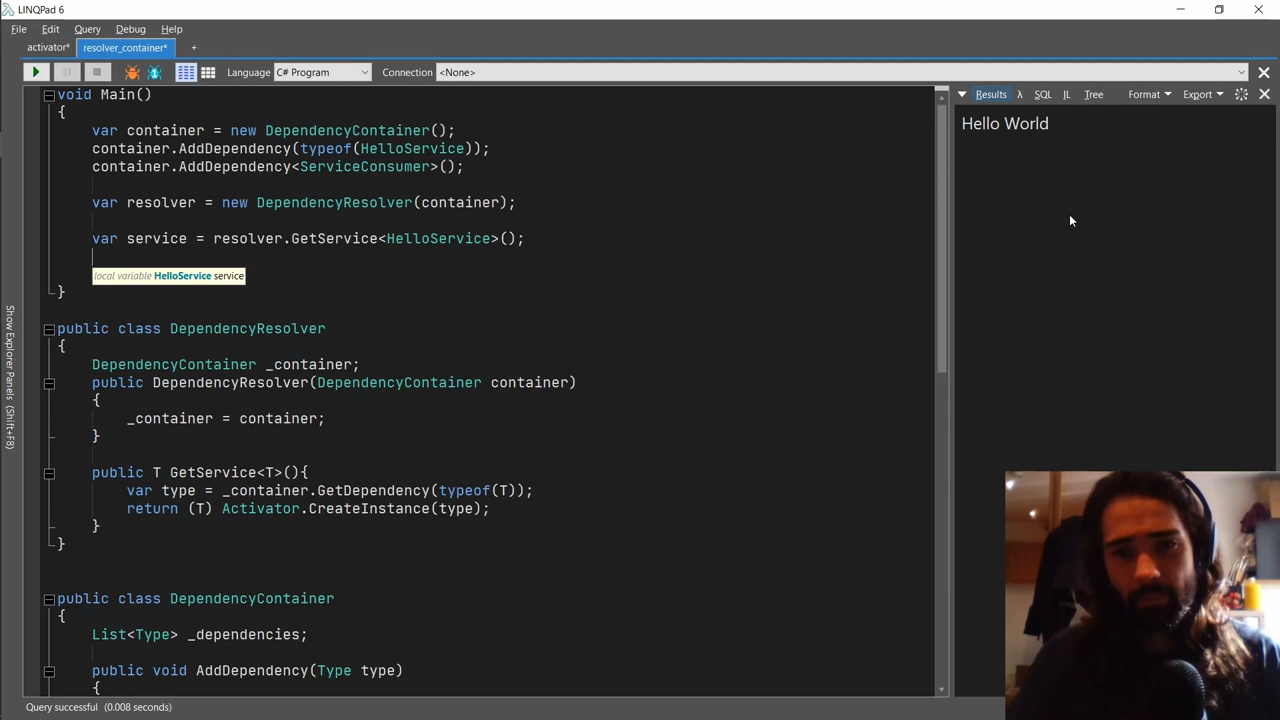 LINQPad 6
File Edit Query Debug Help
activator* resolver_container* +
Language C# Program Connection <None>
Results λ SQL IL Tree Format Export
void Main()
{
var container = new DependencyContainer();
container.AddDependency(typeof(HelloService));
container.AddDependency<ServiceConsumer>();
var resolver = new DependencyResolver(container);
var service = resolver.GetService<HelloService>();
local variable HelloService service
}
public class DependencyResolver
{
DependencyContainer _container;
public DependencyResolver(DependencyContainer container)
{
_container = container;
}
public T GetService<T>(){
var type = _container.GetDependency(typeof(T));
return (T) Activator.CreateInstance(type);
}
}
public class DependencyContainer
{
List<Type> _dependencies;
public void AddDependency(Type type)
{
Hello World
Show Explorer Panels (Shift+F8)
Query successful (0.008 seconds)